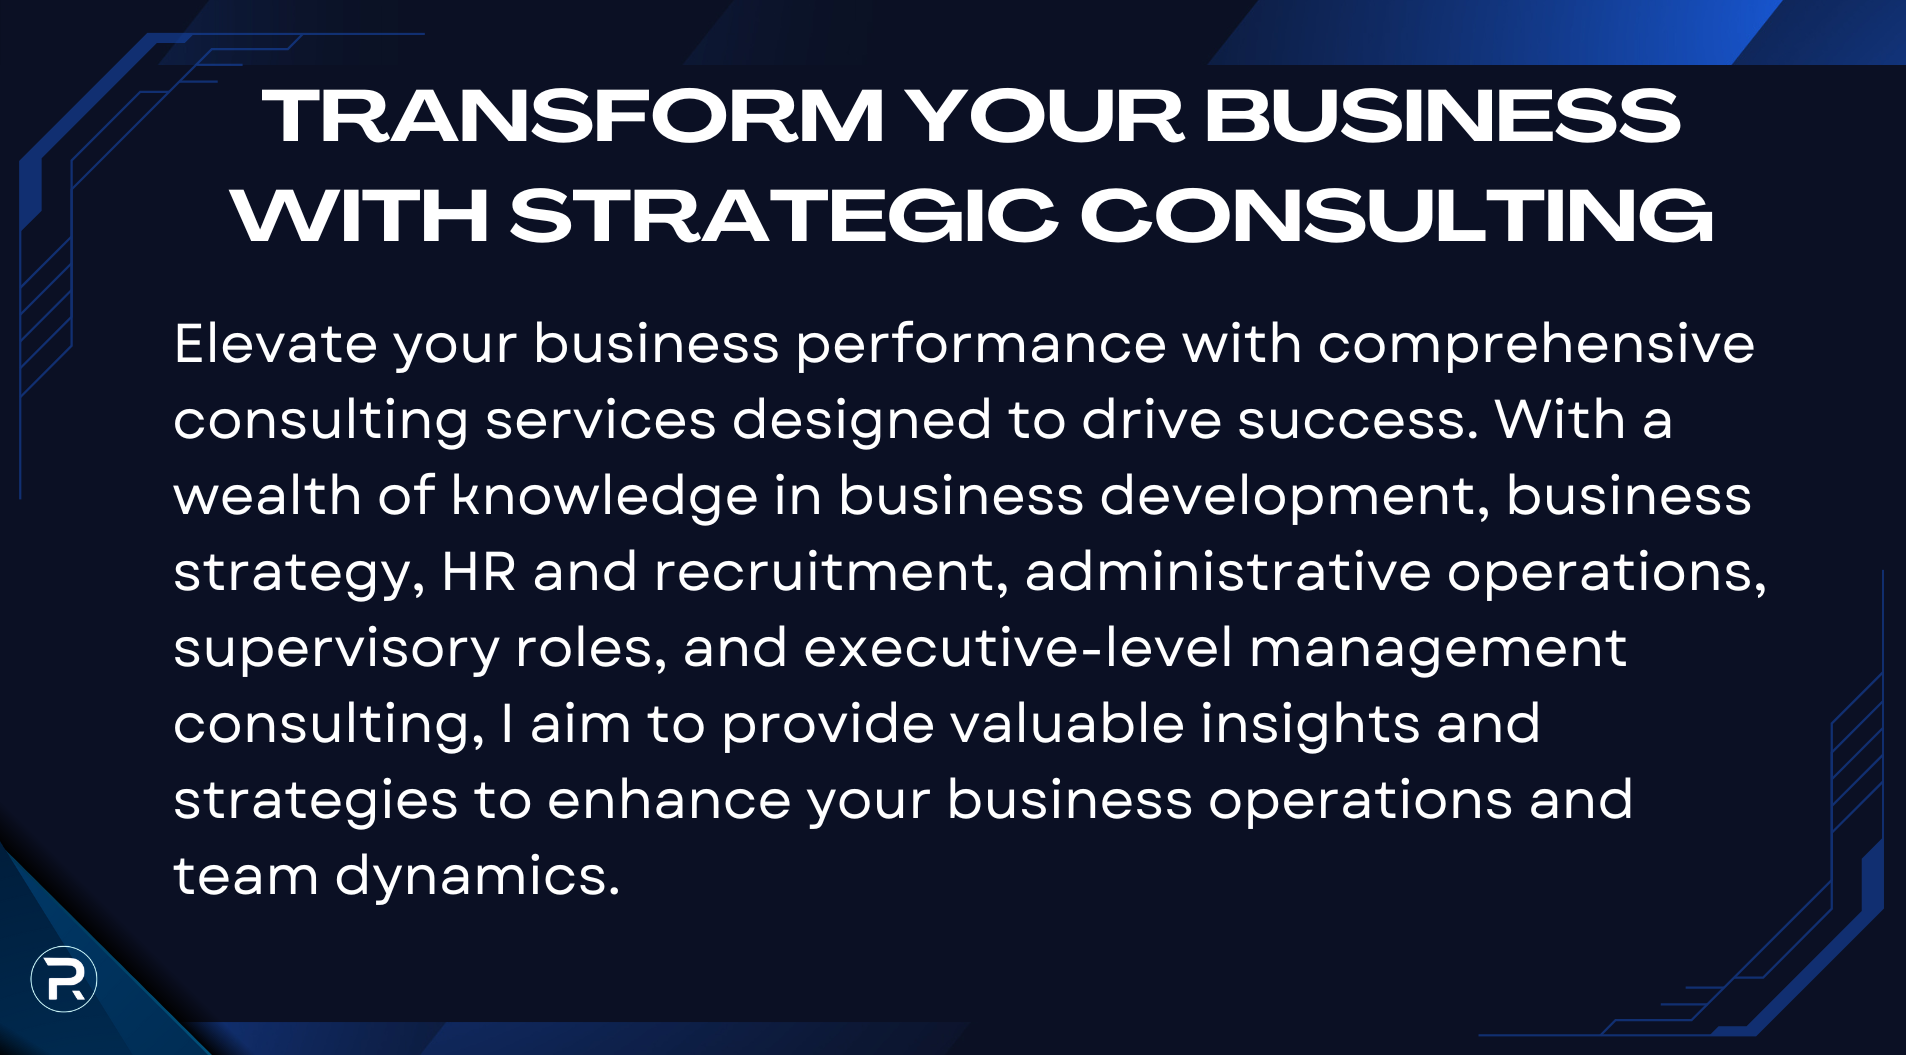 TRANSFORM YOUR BUSINESS
WITH STRATEGIC CONSULTING
Elevate your business performance with comprehensive
consulting services designed to drive success. With a
wealth of knowledge in business development, business
strategy, HR and recruitment, administrative operations,
supervisory roles, and executive-level management
consulting, I aim to provide valuable insights and
strategies to enhance your business operations and
team dynamics.
R